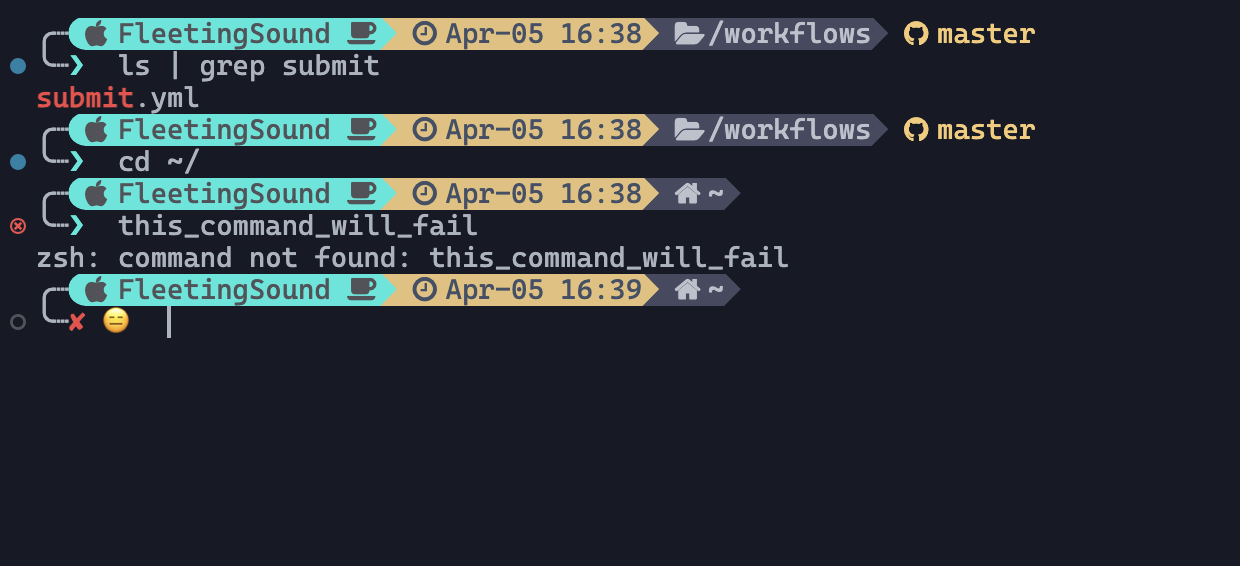 FleetingSound Apr-05 16:38 /workflows master
❯ ls | grep submit
submit.yml
FleetingSound Apr-05 16:38 /workflows master
❯ cd ~/
FleetingSound Apr-05 16:38 ~
❯ this_command_will_fail
zsh: command not found: this_command_will_fail
FleetingSound Apr-05 16:39 ~
✘ 😑